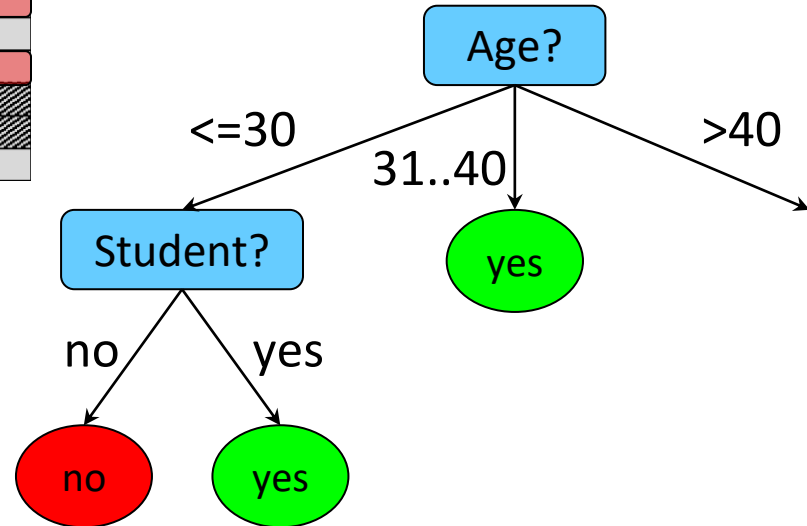 Age?
<=30
31..40
>40
Student?
yes
no
yes
no
yes